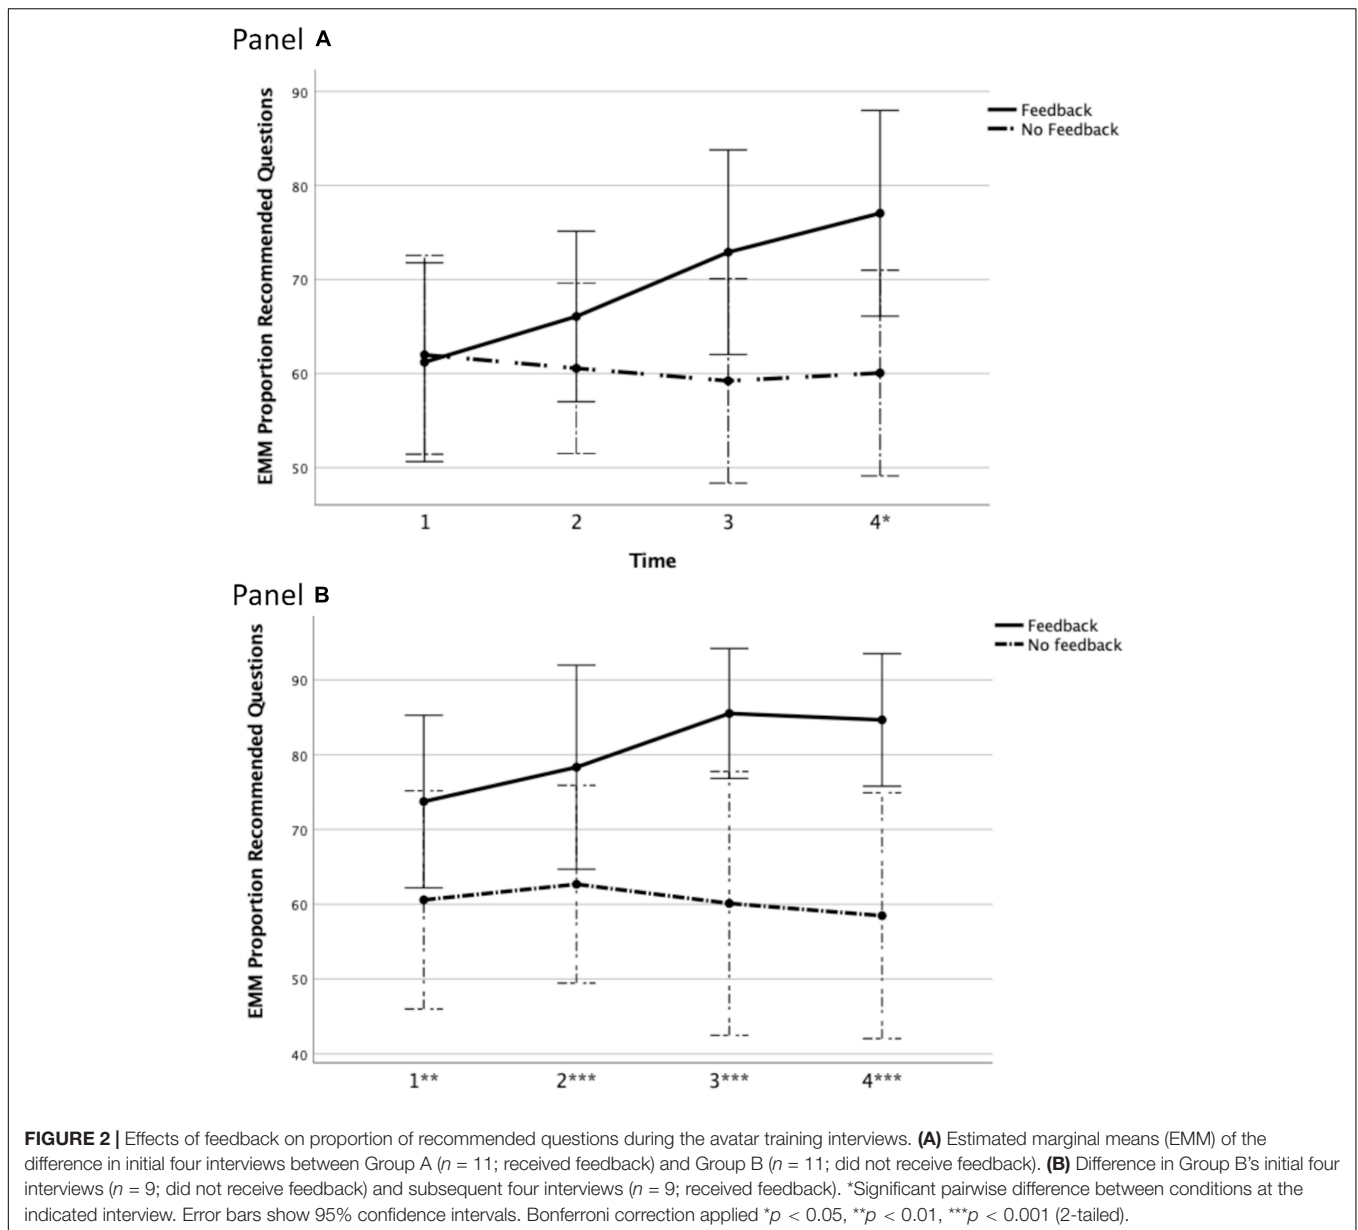 Panel A
EMM Proportion Recommended Questions
90
80
70
60
50
Feedback
No Feedback
1 2 3 4*
Time
Panel B
EMM Proportion Recommended Questions
90
80
70
60
50
40
Feedback
No feedback
1** 2*** 3*** 4***
FIGURE 2 | Effects of feedback on proportion of recommended questions during the avatar training interviews. (A) Estimated marginal means (EMM) of the
difference in initial four interviews between Group A (n = 11; received feedback) and Group B (n = 11; did not receive feedback). (B) Difference in Group B's initial four
interviews (n = 9; did not receive feedback) and subsequent four interviews (n = 9; received feedback). *Significant pairwise difference between conditions at the
indicated interview. Error bars show 95% confidence intervals. Bonferroni correction applied *p < 0.05, **p < 0.01, ***p < 0.001 (2-tailed).